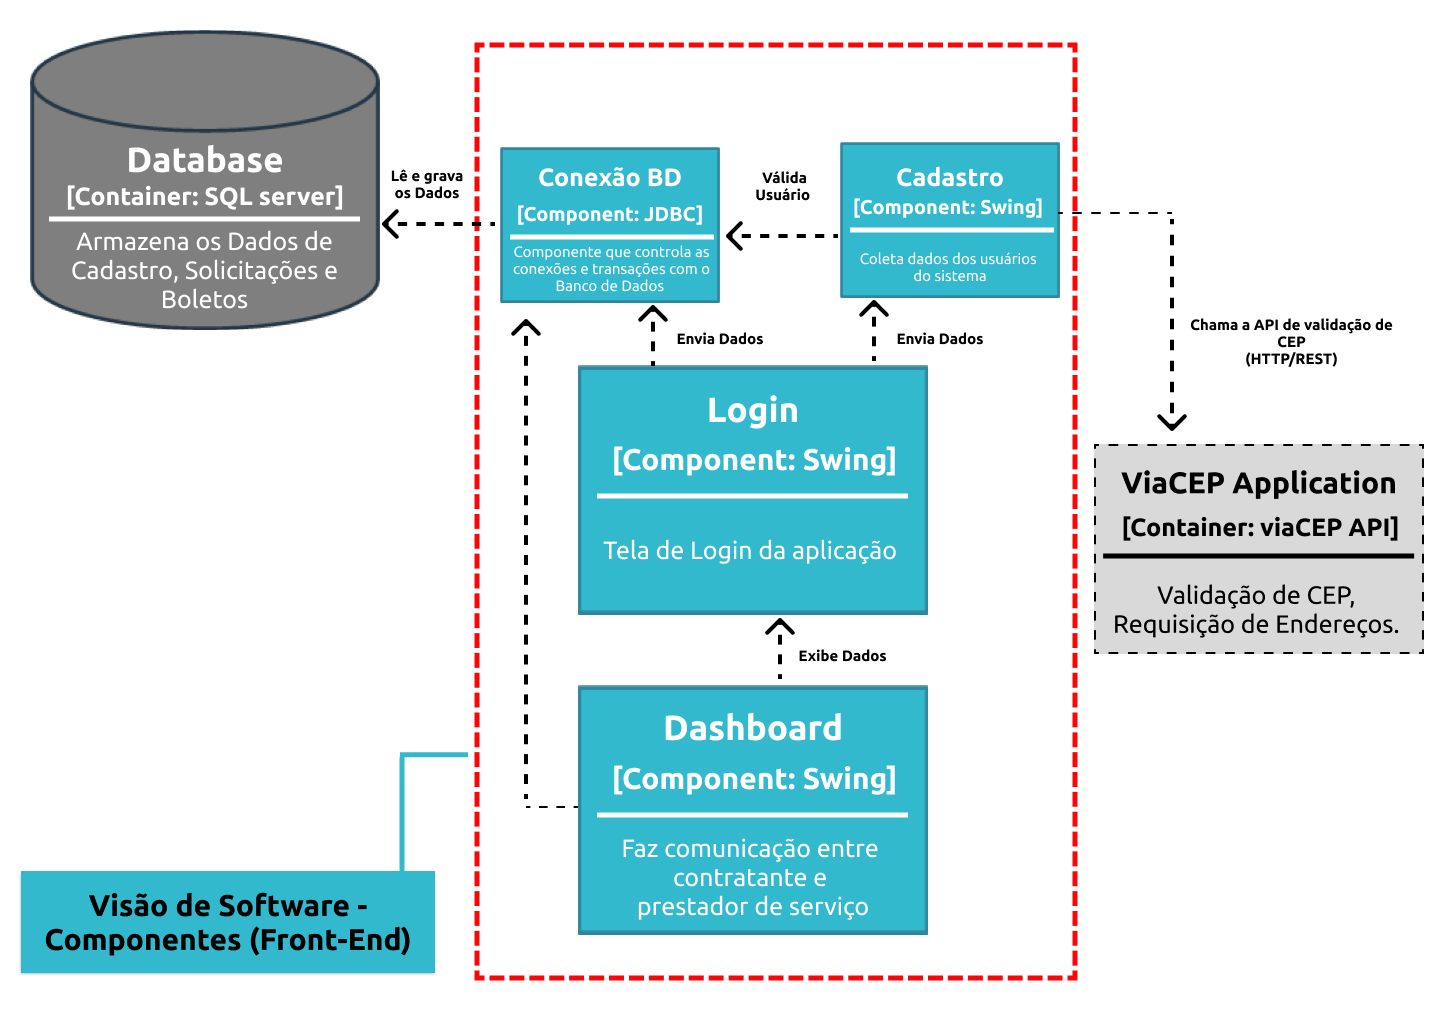 Database
[Container: SQL server]
Armazena os Dados de
Cadastro, Solicitações e
Boletos
Lê e grava
os Dados
Conexão BD
[Component: JDBC]
Componente que controla as
conexões e transações com o
Banco de Dados
Válida
Usuário
Cadastro
[Component: Swing]
Coleta dados dos usuários
do sistema
Chama a API de validação de
CEP
(HTTP/REST)
Envia Dados
Envia Dados
Login
[Component: Swing]
Tela de Login da aplicação
ViaCEP Application
[Container: viaCEP API]
Validação de CEP,
Requisição de Endereços.
Exibe Dados
Dashboard
[Component: Swing]
Faz comunicação entre
contratante e
prestador de serviço
Visão de Software -
Componentes (Front-End)